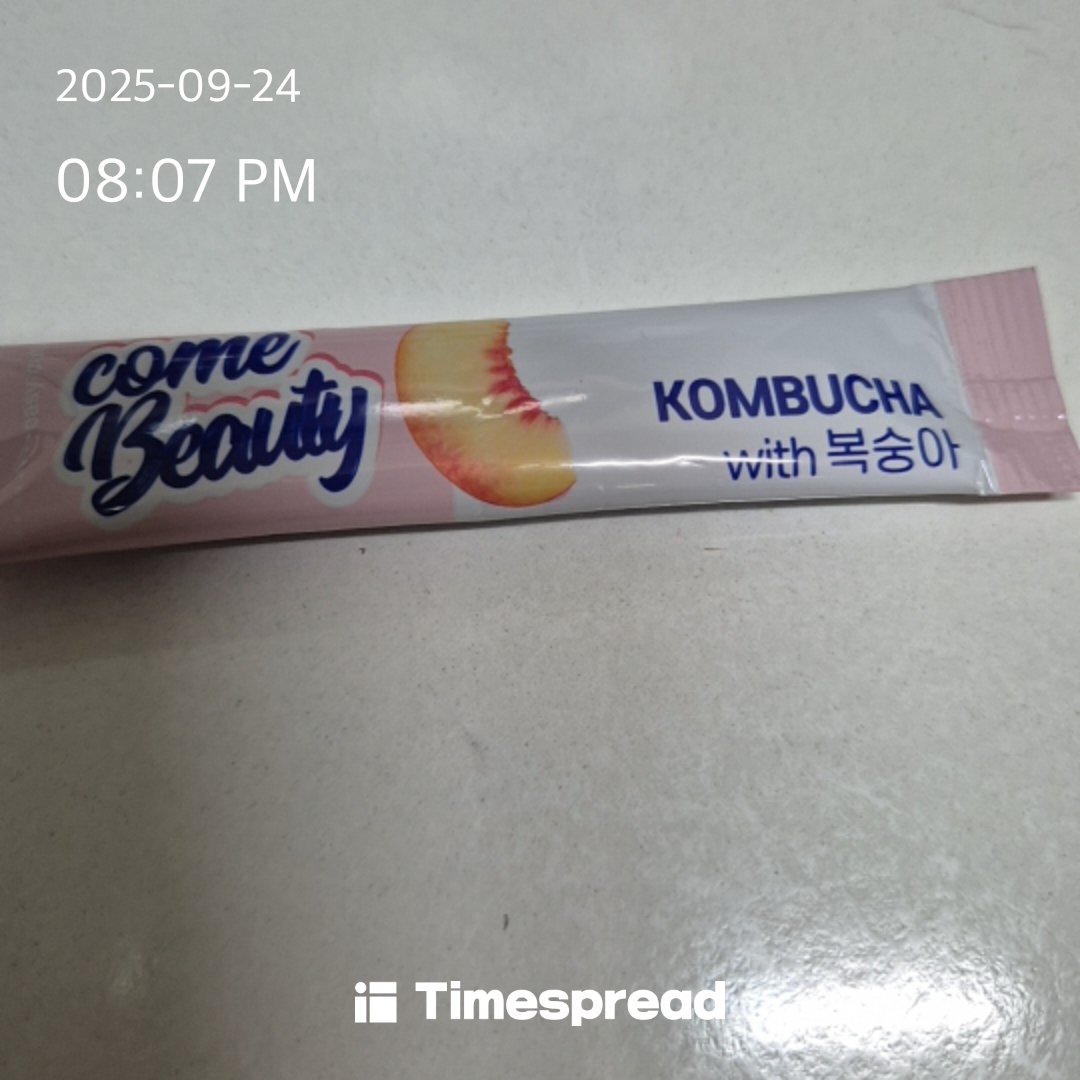 2025-09-24
08:07 PM
come
Beauty
KOMBUCHA
with 복숭아
Timespread